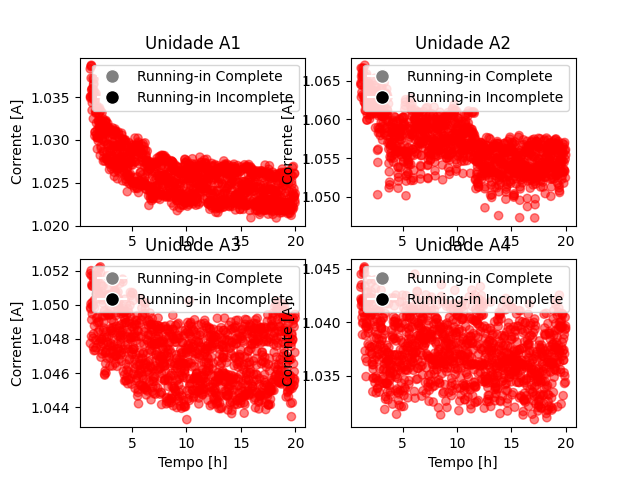 Unidade A1
Corrente [A]
1.035
1.030
1.025
1.020
5
10
15
20
Running-in Complete
Running-in Incomplete
Unidade A2
Corrente [A]
1.065
1.060
1.055
1.050
5
10
15
20
Running-in Complete
Running-in Incomplete
Unidade A3
Corrente [A]
1.052
1.050
1.048
1.046
1.044
5
10
15
20
Tempo [h]
Running-in Complete
Running-in Incomplete
Unidade A4
Corrente [A]
1.045
1.040
1.035
5
10
15
20
Tempo [h]
Running-in Complete
Running-in Incomplete